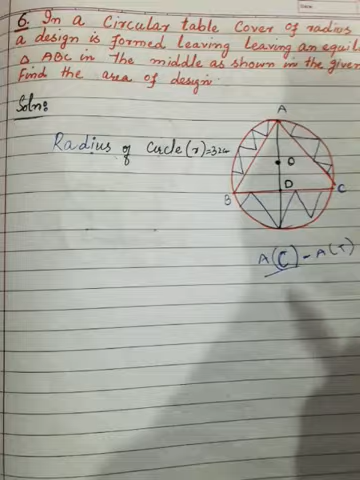 6. In a Circular table Cover of radius
a design is formed leaving leaving an equil
Δ ABC in the middle as shown in the given
Find the area of design.
Soln:
A
Radius of Circle (r) = 32
O
D
B
C
A(C) - A(T)